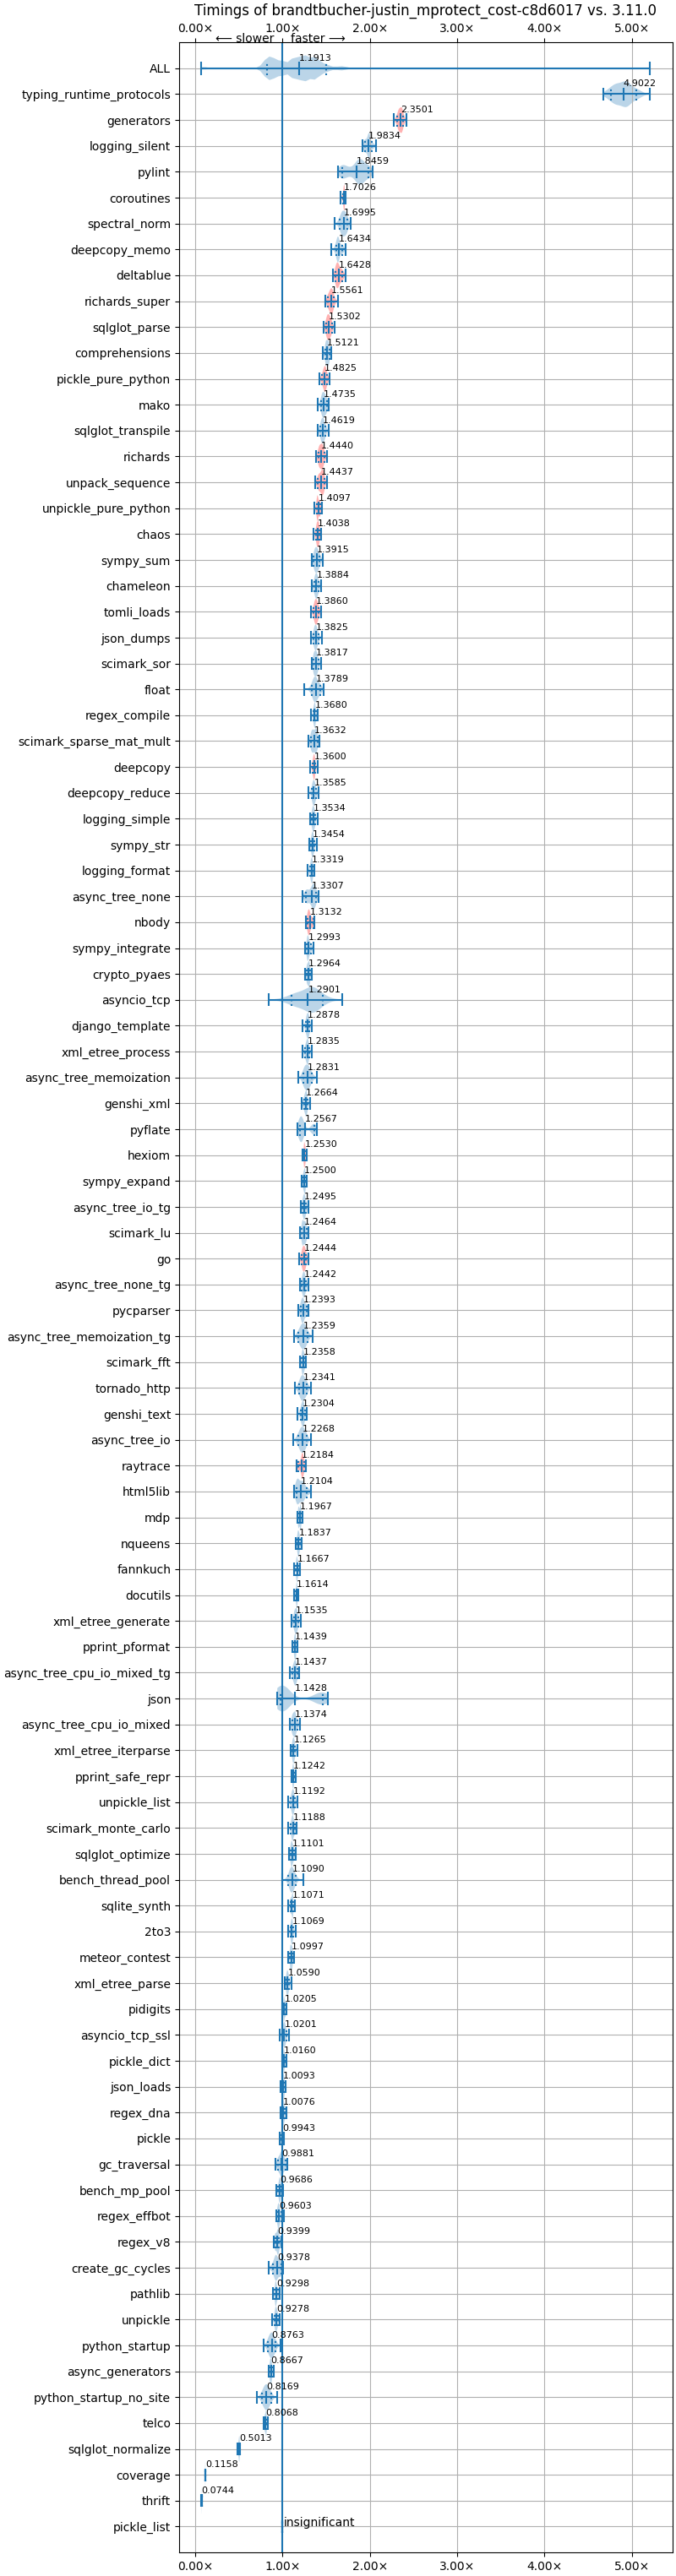 Timings of brandtbucher-justin_mprotect_cost-c8d6017 vs. 3.11.0
0.00× 1.00× 2.00× 3.00× 4.00× 5.00×
⟵ slower faster ⟶
ALL 1.1913
typing_runtime_protocols 4.9022
generators 2.3501
logging_silent 1.9834
pylint 1.8459
coroutines 1.7026
spectral_norm 1.6995
deepcopy_memo 1.6434
deltablue 1.6428
richards_super 1.5561
sqlglot_parse 1.5302
comprehensions 1.5121
pickle_pure_python 1.4825
mako 1.4735
sqlglot_transpile 1.4619
richards 1.4440
unpack_sequence 1.4437
unpickle_pure_python 1.4097
chaos 1.4038
sympy_sum 1.3915
chameleon 1.3884
tomli_loads 1.3860
json_dumps 1.3825
scimark_sor 1.3817
float 1.3789
regex_compile 1.3680
scimark_sparse_mat_mult 1.3632
deepcopy 1.3600
deepcopy_reduce 1.3585
logging_simple 1.3534
sympy_str 1.3454
logging_format 1.3319
async_tree_none 1.3307
nbody 1.3132
sympy_integrate 1.2993
crypto_pyaes 1.2964
asyncio_tcp 1.2901
django_template 1.2878
xml_etree_process 1.2835
async_tree_memoization 1.2831
genshi_xml 1.2664
pyflate 1.2567
hexiom 1.2530
sympy_expand 1.2500
async_tree_io_tg 1.2495
scimark_lu 1.2464
go 1.2444
async_tree_none_tg 1.2442
pycparser 1.2393
async_tree_memoization_tg 1.2359
scimark_fft 1.2358
tornado_http 1.2341
genshi_text 1.2304
async_tree_io 1.2268
raytrace 1.2184
html5lib 1.2104
mdp 1.1967
nqueens 1.1837
fannkuch 1.1667
docutils 1.1614
xml_etree_generate 1.1535
pprint_pformat 1.1439
async_tree_cpu_io_mixed_tg 1.1437
json 1.1428
async_tree_cpu_io_mixed 1.1374
xml_etree_iterparse 1.1265
pprint_safe_repr 1.1242
unpickle_list 1.1192
scimark_monte_carlo 1.1188
sqlglot_optimize 1.1101
bench_thread_pool 1.1090
sqlite_synth 1.1071
2to3 1.1069
meteor_contest 1.0997
xml_etree_parse 1.0590
pidigits 1.0205
asyncio_tcp_ssl 1.0201
pickle_dict 1.0160
json_loads 1.0093
regex_dna 1.0076
pickle 0.9943
gc_traversal 0.9881
bench_mp_pool 0.9686
regex_effbot 0.9603
regex_v8 0.9399
create_gc_cycles 0.9378
pathlib 0.9298
unpickle 0.9278
python_startup 0.8763
async_generators 0.8667
python_startup_no_site 0.8169
telco 0.8068
sqlglot_normalize 0.5013
coverage 0.1158
thrift 0.0744
pickle_list insignificant
0.00× 1.00× 2.00× 3.00× 4.00× 5.00×